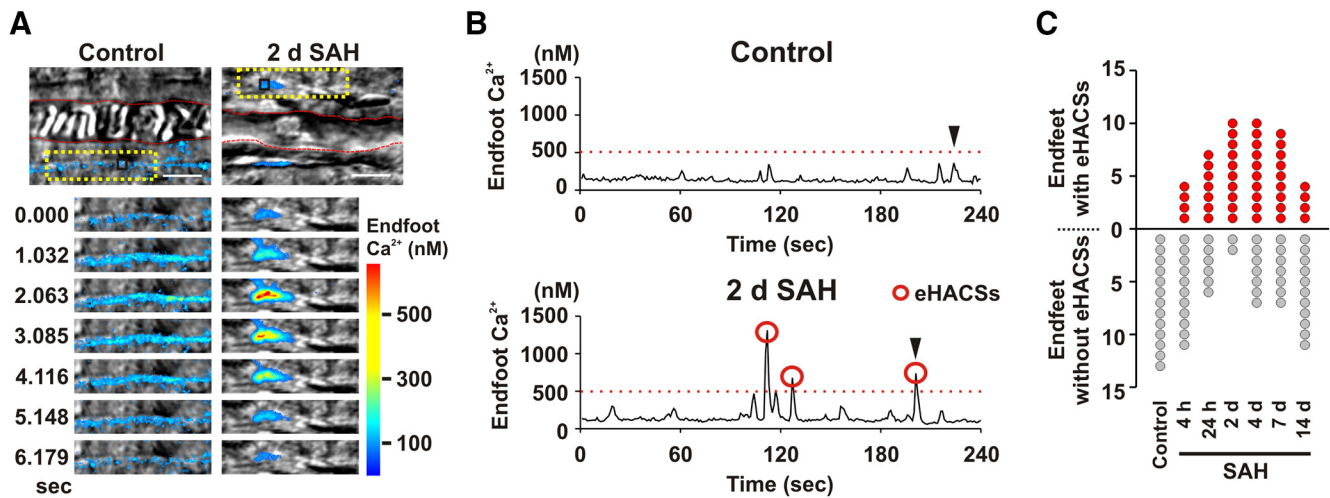 A
Control
2 d SAH
0.000
1.032
2.063
3.085
4.116
5.148
6.179
sec
Endfoot
Ca²⁺ (nM)
500
300
100
B
(nM)
Control
Endfoot Ca²⁺
1500
1000
500
0
0 60 120 180 240
Time (sec)
(nM)
2 d SAH
eHACSs
Endfoot Ca²⁺
1500
1000
500
0
0 60 120 180 240
Time (sec)
C
Endfeet
with eHACSs
Endfeet
without eHACSs
15
10
5
0
5
10
15
Control
4 h
24 h
2 d
4 d
7 d
14 d
SAH